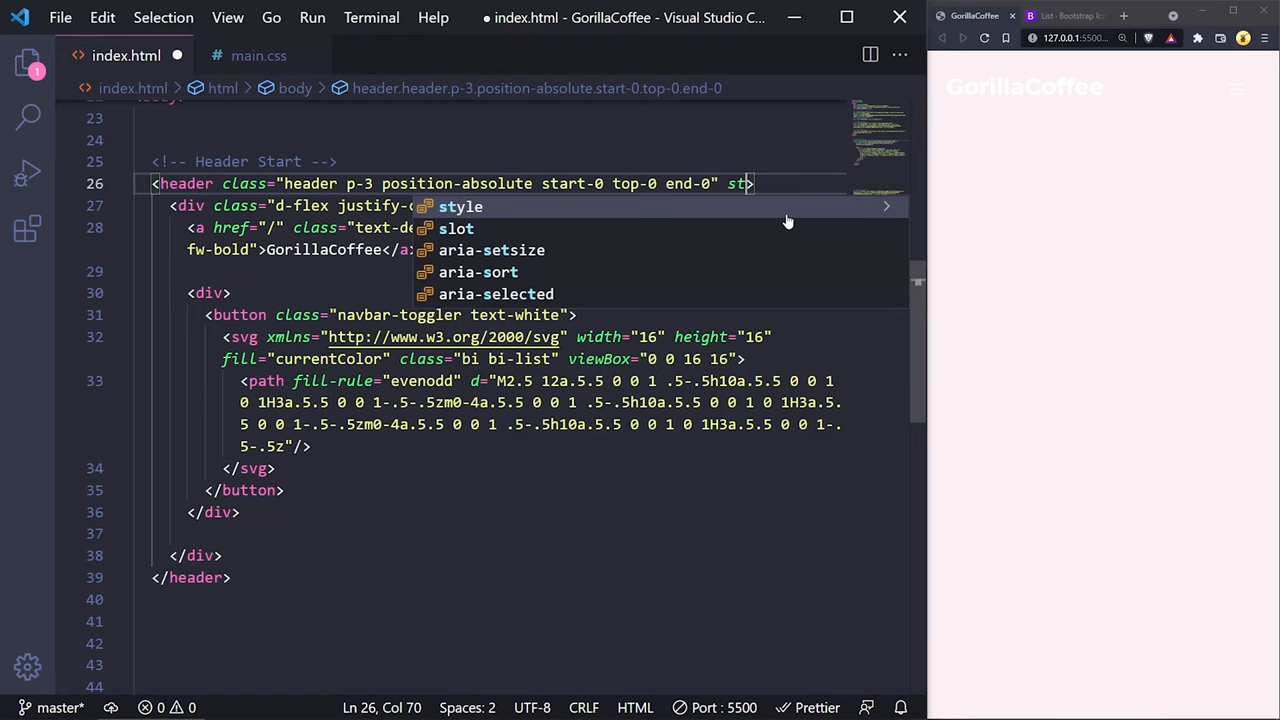 File Edit Selection View Go Run Terminal Help ● index.html - GorillaCoffee - Visual Studio C...
index.html main.css
index.html > html > body > header.header.p-3.position-absolute.start-0.top-0.end-0
23
24
25 <!-- Header Start -->
26 <header class="header p-3 position-absolute start-0 top-0 end-0" st>
27 <div class="d-flex justify-
28 <a href="/" class="text-de
fw-bold">GorillaCoffee</a
29
30 <div>
31 <button class="navbar-toggler text-white">
32 <svg xmlns="http://www.w3.org/2000/svg" width="16" height="16"
fill="currentColor" class="bi bi-list" viewBox="0 0 16 16">
33 <path fill-rule="evenodd" d="M2.5 12a.5.5 0 0 1 .5-.5h10a.5.5 0 0 1
0 1H3a.5.5 0 0 1-.5-.5zm0-4a.5.5 0 0 1 .5-.5h10a.5.5 0 0 1 0 1H3a.5.
5 0 0 1-.5-.5zm0-4a.5.5 0 0 1 .5-.5h10a.5.5 0 0 1 0 1H3a.5.5 0 0 1-.
5-.5z"/>
34 </svg>
35 </button>
36 </div>
37
38 </div>
39 </header>
40
41
42
43
44
style
slot
aria-setsize
aria-sort
aria-selected
1
master* 0 0 Ln 26, Col 70 Spaces: 2 UTF-8 CRLF HTML Port : 5500 Prettier
GorillaCoffee List - Bootstrap Ic
127.0.0.1:5500
GorillaCoffee